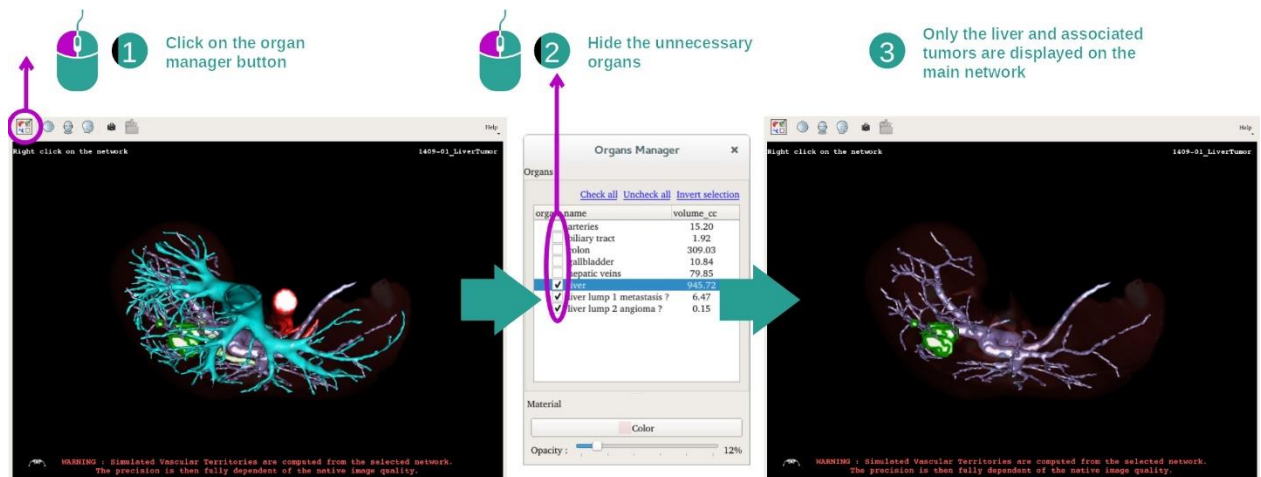 1
Click on the organ
manager button
2
Hide the unnecessary
organs
3
Only the liver and associated
tumors are displayed on the
main network
Help
Right click on the network
1409-01_LiverTumor
WARNING : Simulated Vascular Territories are computed from the selected network.
The precision is then fully dependent of the native image quality.
Organs Manager
Organs
Check all Uncheck all Invert selection
organ name volume_cc
arteries 15.20
biliary tract 1.92
colon 309.03
gallbladder 10.84
hepatic veins 79.85
liver 945.72
liver lump 1 metastasis ? 6.47
liver lump 2 angioma ? 0.15
Material
Color
Opacity : 12%
Help
Right click on the network
1409-01_LiverTumor
WARNING : Simulated Vascular Territories are computed from the selected network.
The precision is then fully dependent of the native image quality.